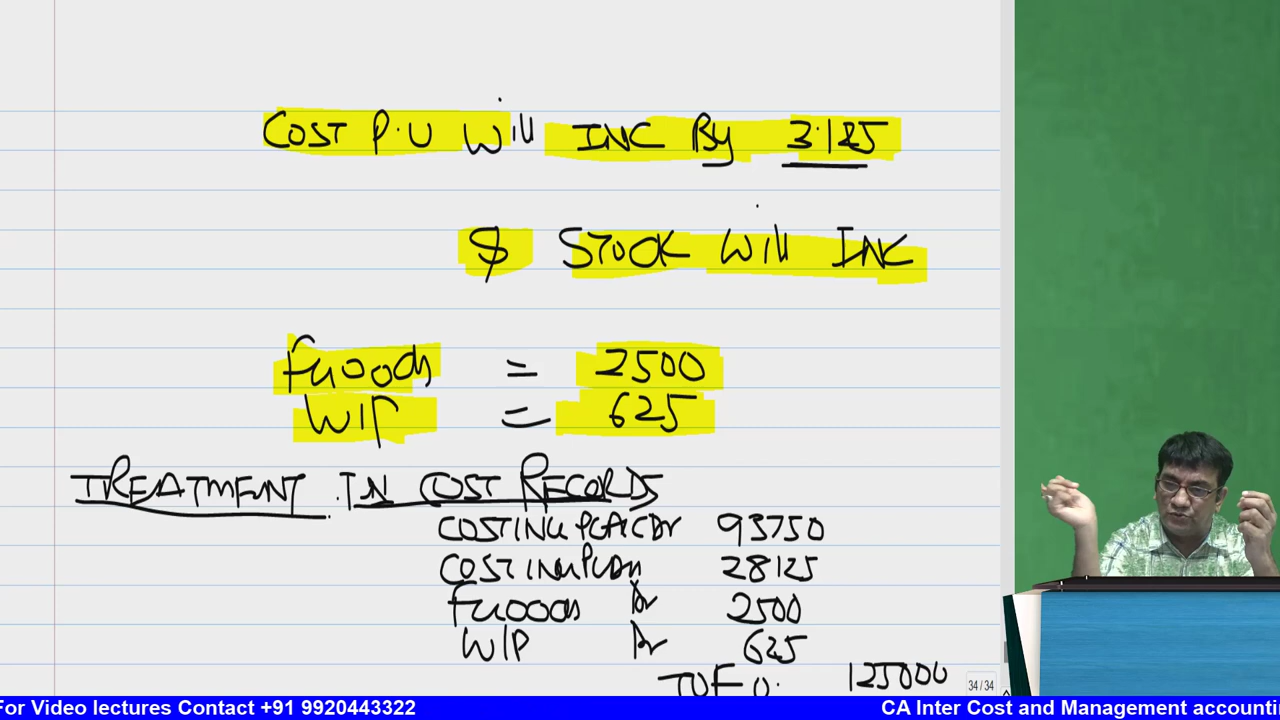 COST P.U Will INC By 3.125
$ STOCK Will INC
FGoods = 2500
WIP = 625
TREATMENT IN COST RECORDS
COSTING P&L A/C Dr 93750
COSTING P&L Dr 28125
FGoods Dr 2500
WIP Dr 625
TO F O. 125000
34/34
For Video lectures Contact +91 9920443322
CA Inter Cost and Management accounti